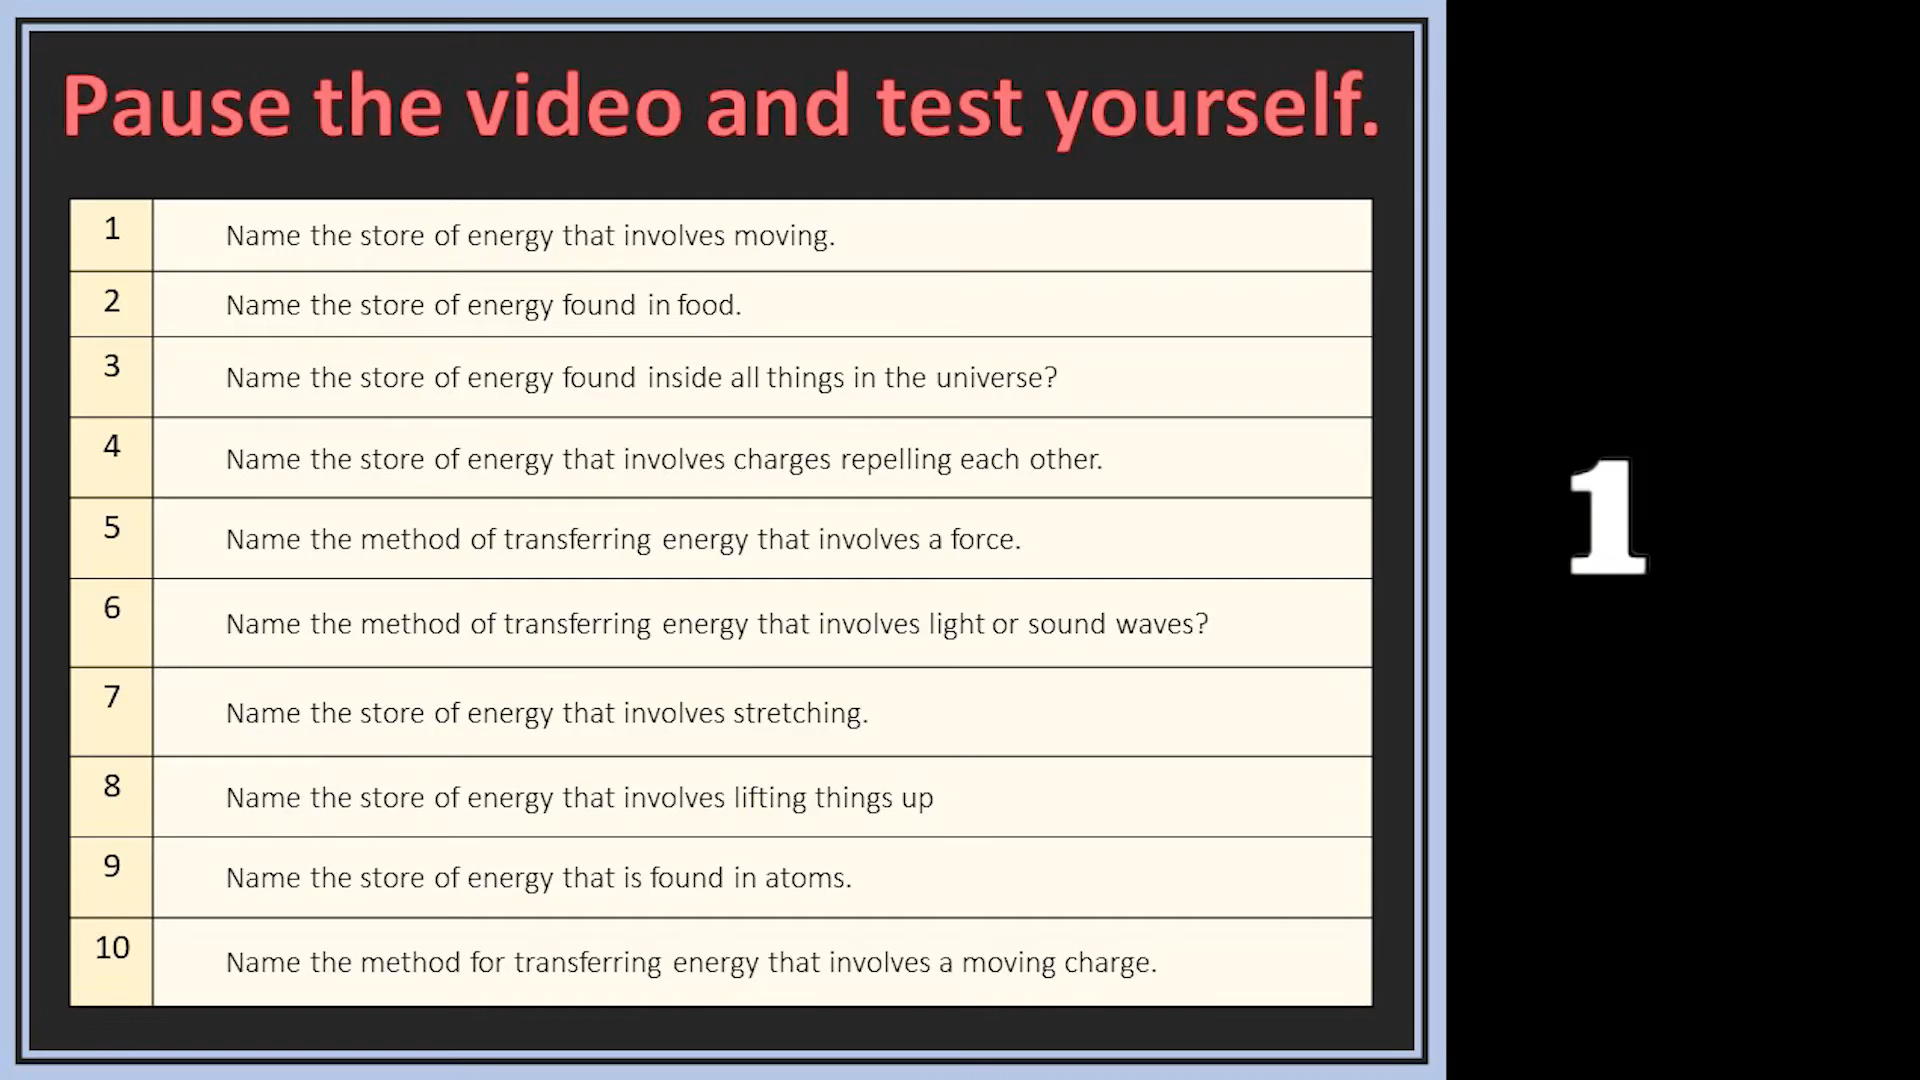 Pause the video and test yourself.
1 Name the store of energy that involves moving.
2 Name the store of energy found in food.
3 Name the store of energy found inside all things in the universe?
4 Name the store of energy that involves charges repelling each other.
5 Name the method of transferring energy that involves a force.
6 Name the method of transferring energy that involves light or sound waves?
7 Name the store of energy that involves stretching.
8 Name the store of energy that involves lifting things up
9 Name the store of energy that is found in atoms.
10 Name the method for transferring energy that involves a moving charge.
1